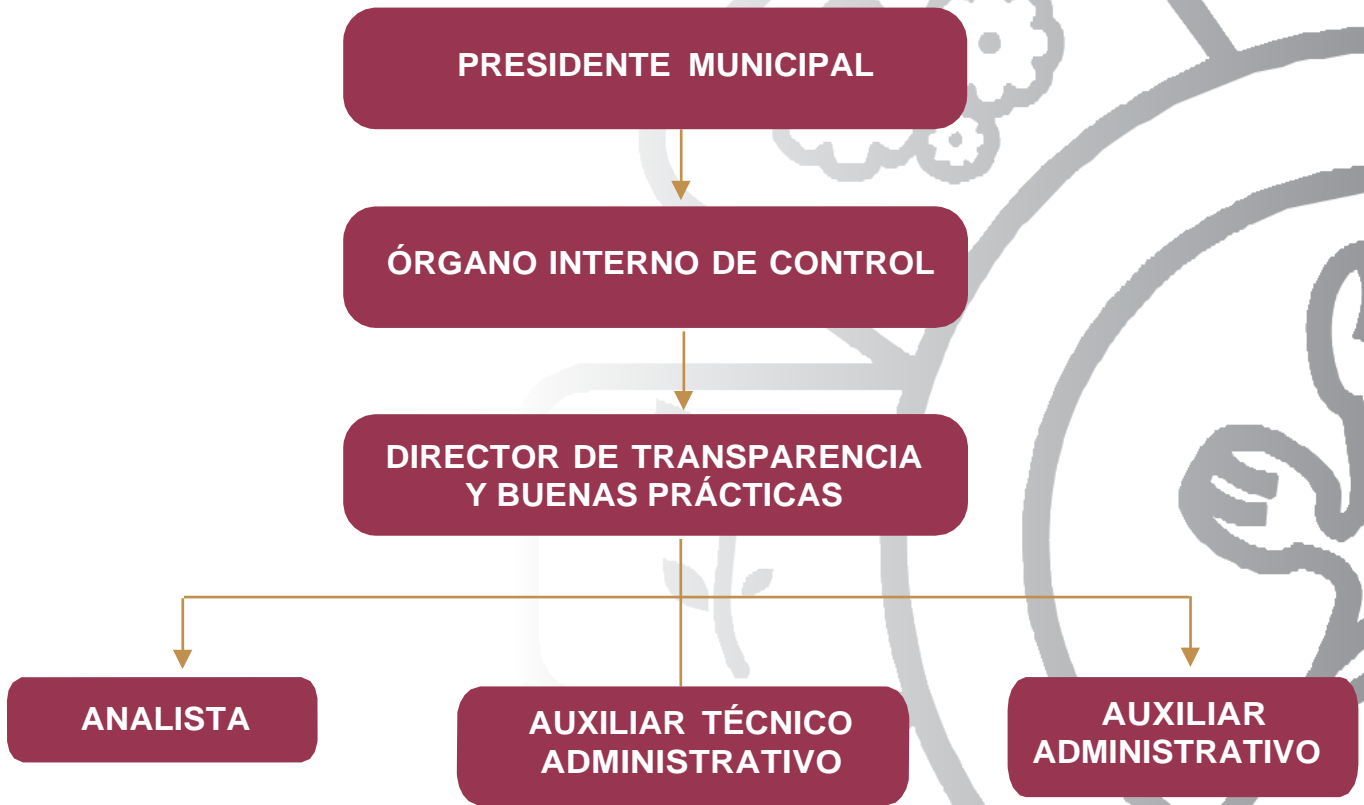 PRESIDENTE MUNICIPAL
ÓRGANO INTERNO DE CONTROL
DIRECTOR DE TRANSPARENCIA
Y BUENAS PRÁCTICAS
ANALISTA
AUXILIAR TÉCNICO
ADMINISTRATIVO
AUXILIAR
ADMINISTRATIVO